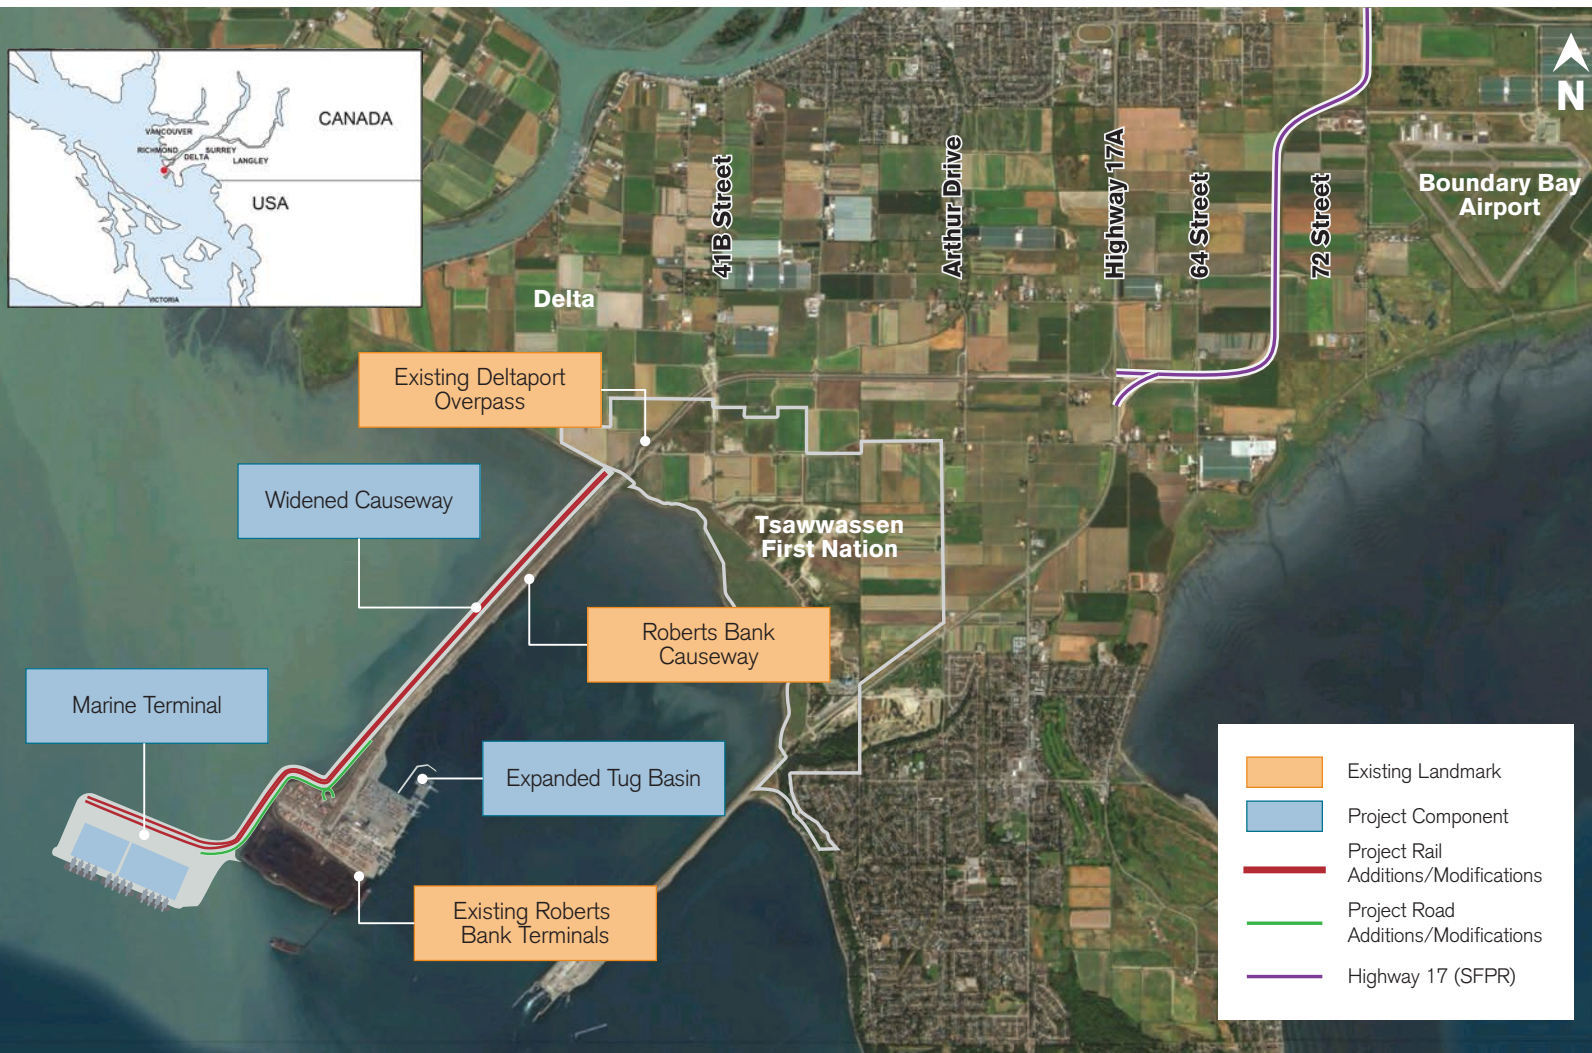 CANADA
VANCOUVER
RICHMOND
SURREY
DELTA
LANGLEY
USA
VICTORIA
N
41B Street
Arthur Drive
Highway 17A
64 Street
72 Street
Boundary Bay
Airport
Delta
Existing Deltaport
Overpass
Widened Causeway
Tsawwassen
First Nation
Roberts Bank
Causeway
Marine Terminal
Expanded Tug Basin
Existing Roberts
Bank Terminals
Existing Landmark
Project Component
Project Rail
Additions/Modifications
Project Road
Additions/Modifications
Highway 17 (SFPR)